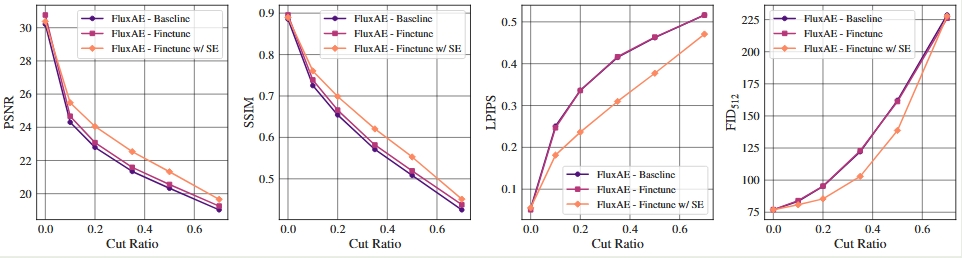 PSNR
30
28
26
24
22
20
0.0 0.2 0.4 0.6
Cut Ratio
FluxAE - Baseline
FluxAE - Finetune
FluxAE - Finetune w/ SE
SSIM
0.9
0.8
0.7
0.6
0.5
0.0 0.2 0.4 0.6
Cut Ratio
FluxAE - Baseline
FluxAE - Finetune
FluxAE - Finetune w/ SE
LPIPS
0.5
0.4
0.3
0.2
0.1
0.0 0.2 0.4 0.6
Cut Ratio
FluxAE - Baseline
FluxAE - Finetune
FluxAE - Finetune w/ SE
FID512
225
200
175
150
125
100
75
0.0 0.2 0.4 0.6
Cut Ratio
FluxAE - Baseline
FluxAE - Finetune
FluxAE - Finetune w/ SE